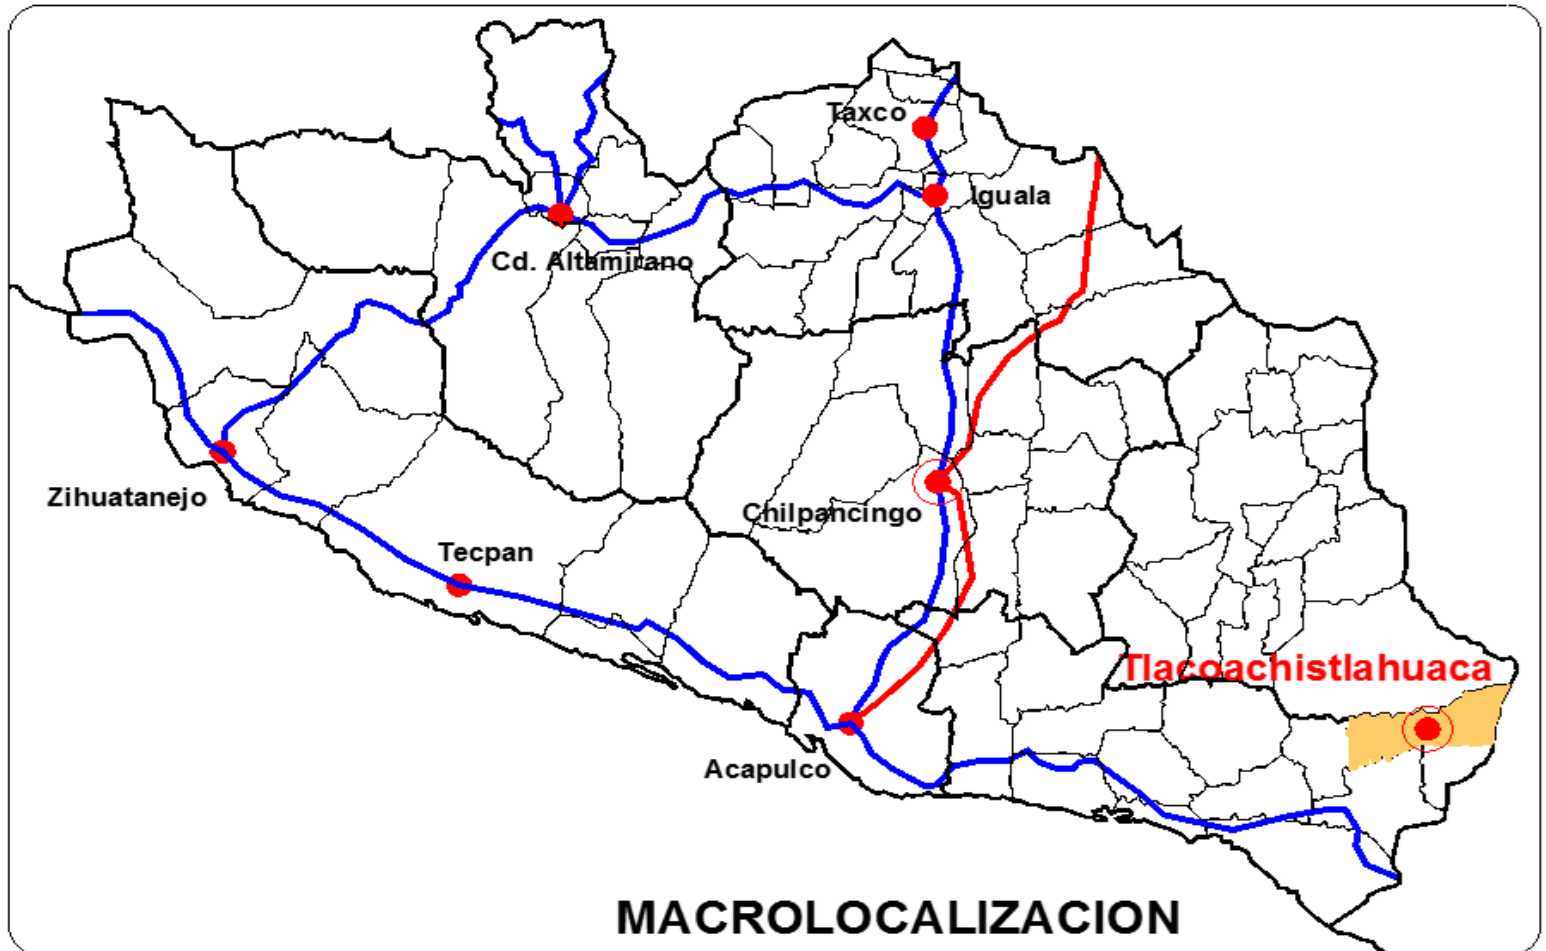 Taxco
Iguala
Cd. Altamirano
Zihuatanejo
Chilpancingo
Tecpan
Tlacoachistlahuaca
Acapulco
MACROLOCALIZACION